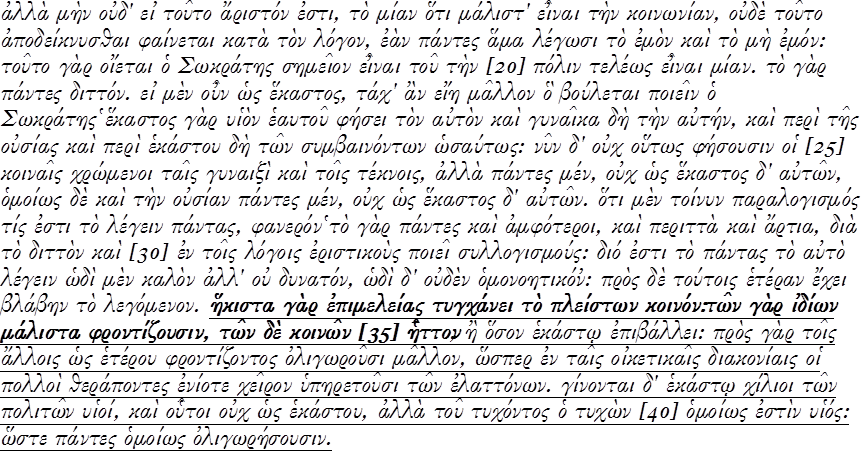 ἀλλὰ μὴν οὐδ' εἰ τοῦτο ἄριστόν ἐστι, τὸ μίαν ὅτι μάλιστ' εἶναι τὴν κοινωνίαν, οὐδὲ τοῦτο
ἀποδείκνυσθαι φαίνεται κατὰ τὸν λόγον, ἐὰν πάντες ἅμα λέγωσι τὸ ἐμὸν καὶ τὸ μὴ ἐμόν:
τοῦτο γὰρ οἴεται ὁ Σωκράτης σημεῖον εἶναι τοῦ τὴν [20] πόλιν τελέως εἶναι μίαν. τὸ γὰρ
πάντες διττόν. εἰ μὲν οὖν ὡς ἕκαστος, τάχ' ἂν εἴη μᾶλλον ὃ βούλεται ποιεῖν ὁ
Σωκράτης̔ἕκαστος γὰρ υἱὸν ἑαυτοῦ φήσει τὸν αὐτὸν καὶ γυναῖκα δὴ τὴν αὐτήν, καὶ περὶ τῆς
οὐσίας καὶ περὶ ἑκάστου δὴ τῶν συμβαινόντων ὡσαύτως: νῦν δ' οὐχ οὕτως φήσουσιν οἱ [25]
κοιναῖς χρώμενοι ταῖς γυναιξὶ καὶ τοῖς τέκνοις, ἀλλὰ πάντες μέν, οὐχ ὡς ἕκαστος δ' αὐτῶν,
ὁμοίως δὲ καὶ τὴν οὐσίαν πάντες μέν, οὐχ ὡς ἕκαστος δ' αὐτῶν. ὅτι μὲν τοίνυν παραλογισμός
τίς ἐστι τὸ λέγειν πάντας, φανερόν̔τὸ γὰρ πάντες καὶ ἀμφότεροι, καὶ περιττὰ καὶ ἄρτια, διὰ
τὸ διττὸν καὶ [30] ἐν τοῖς λόγοις ἐριστικοὺς ποιεῖ συλλογισμούς: διό ἐστι τὸ πάντας τὸ αὐτὸ
λέγειν ὡδὶ μὲν καλὸν ἀλλ' οὐ δυνατόν, ὡδὶ δ' οὐδὲν ὁμονοητικόν̓: πρὸς δὲ τούτοις ἑτέραν ἔχει
βλάβην τὸ λεγόμενον. ἥκιστα γὰρ ἐπιμελείας τυγχάνει τὸ πλείστων κοινόν:τῶν γὰρ ἰδίων
μάλιστα φροντίζουσιν, τῶν δὲ κοινῶν [35] ἧττον, ἢ ὅσον ἑκάστῳ ἐπιβάλλει: πρὸς γὰρ τοῖς
ἄλλοις ὡς ἑτέρου φροντίζοντος ὀλιγωροῦσι μᾶλλον, ὥσπερ ἐν ταῖς οἰκετικαῖς διακονίαις οἱ
πολλοὶ θεράποντες ἐνίοτε χεῖρον ὑπηρετοῦσι τῶν ἐλαττόνων. γίνονται δ' ἑκάστῳ χίλιοι τῶν
πολιτῶν υἱοί, καὶ οὗτοι οὐχ ὡς ἑκάστου, ἀλλὰ τοῦ τυχόντος ὁ τυχὼν [40] ὁμοίως ἐστὶν υἱός:
ὥστε πάντες ὁμοίως ὀλιγωρήσουσιν.